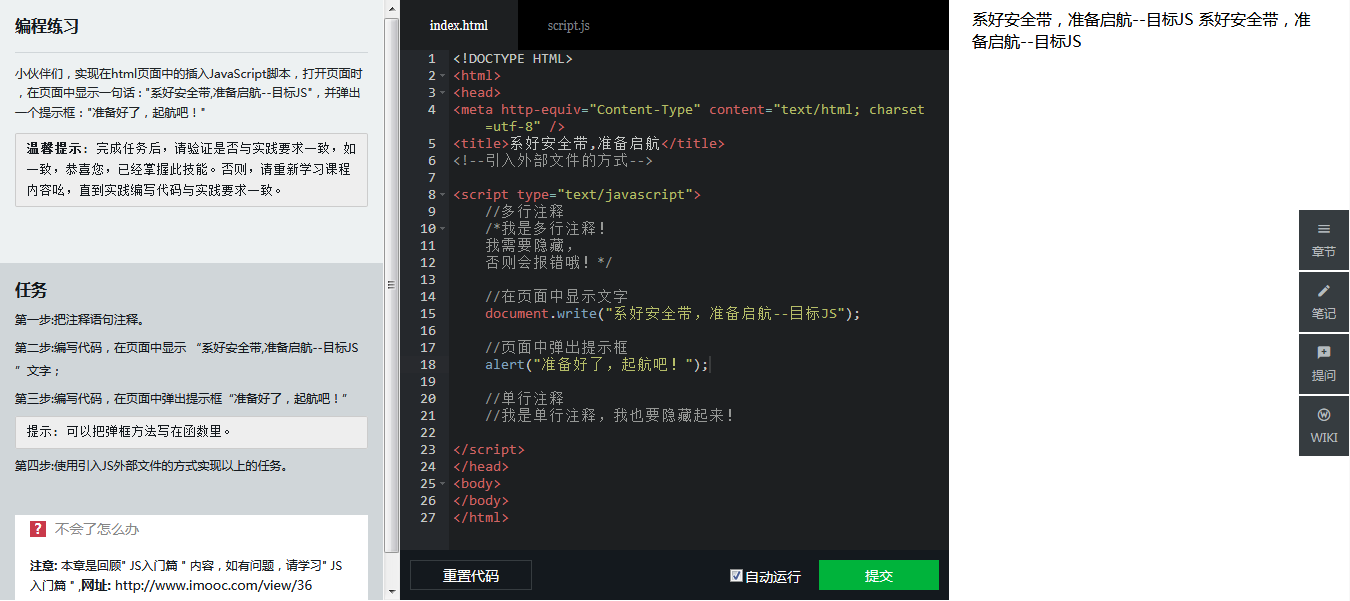 编程练习
小伙伴们，实现在html页面中的插入JavaScript脚本，打开页面时
，在页面中显示一句话："系好安全带,准备启航--目标JS"，并弹出
一个提示框："准备好了，起航吧！"
温馨提示: 完成任务后，请验证是否与实践要求一致，如
一致，恭喜您，已经掌握此技能。否则，请重新学习课程
内容吆，直到实践编写代码与实践要求一致。
任务
第一步:把注释语句注释。
第二步:编写代码，在页面中显示 “系好安全带,准备启航--目标JS
”文字；
第三步:编写代码，在页面中弹出提示框“准备好了，起航吧！”
提示: 可以把弹框方法写在函数里。
第四步:使用引入JS外部文件的方式实现以上的任务。
? 不会了怎么办
注意: 本章是回顾" JS入门篇 " 内容，如有问题，请学习" JS
入门篇 " ,网址: http://www.imooc.com/view/36
index.html script.js
1 <!DOCTYPE HTML>
2 <html>
3 <head>
4 <meta http-equiv="Content-Type" content="text/html; charset
=utf-8" />
5 <title>系好安全带,准备启航</title>
6 <!--引入外部文件的方式-->
7
8 <script type="text/javascript">
9 //多行注释
10 /*我是多行注释！
11 我需要隐藏，
12 否则会报错哦！*/
13
14 //在页面中显示文字
15 document.write("系好安全带，准备启航--目标JS");
16
17 //页面中弹出提示框
18 alert("准备好了，起航吧！");
19
20 //单行注释
21 //我是单行注释，我也要隐藏起来！
22
23 </script>
24 </head>
25 <body>
26 </body>
27 </html>
重置代码 自动运行 提交
系好安全带，准备启航--目标JS 系好安全带，准
备启航--目标JS
章节
笔记
提问
W
WIKI